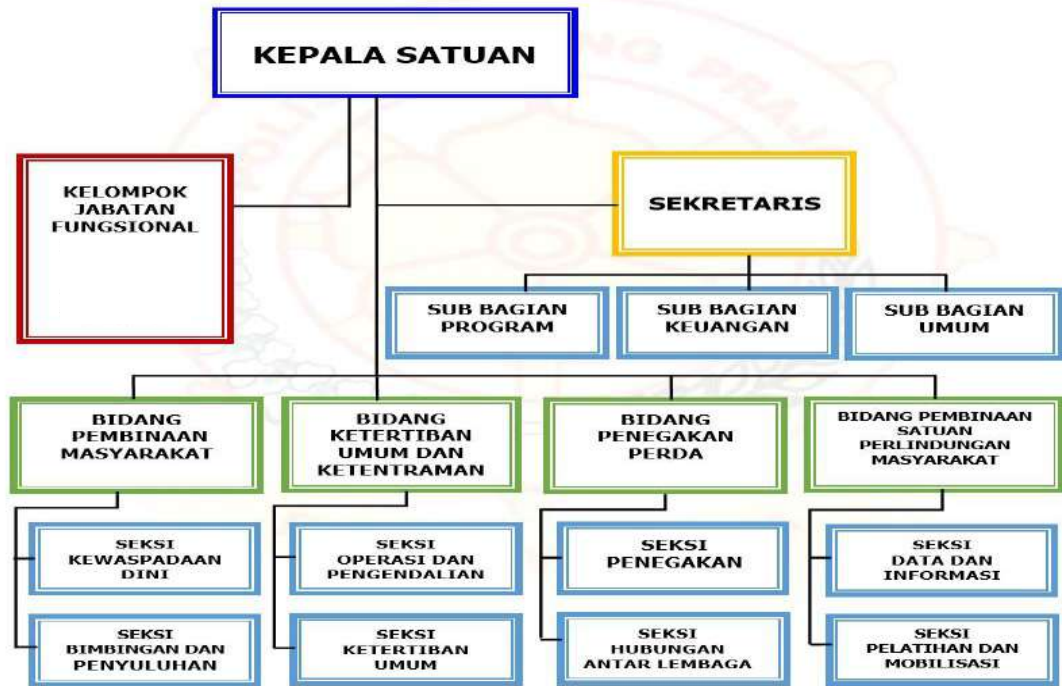 KEPALA SATUAN
KELOMPOK
JABATAN
FUNGSIONAL
SEKRETARIS
SUB BAGIAN
PROGRAM
SUB BAGIAN
KEUANGAN
SUB BAGIAN
UMUM
BIDANG
PEMBINAAN
MASYARAKAT
BIDANG
KETERTIBAN
UMUM DAN
KETENTRAMAN
BIDANG
PENEGAKAN
PERDA
BIDANG PEMBINAAN
SATUAN
PERLINDUNGAN
MASYARAKAT
SEKSI
KEWASPADAAN
DINI
SEKSI
OPERASI DAN
PENGENDALIAN
SEKSI
PENEGAKAN
SEKSI
DATA DAN
INFORMASI
SEKSI
BIMBINGAN DAN
PENYULUHAN
SEKSI
KETERTIBAN
UMUM
SEKSI
HUBUNGAN
ANTAR LEMBAGA
SEKSI
PELATIHAN DAN
MOBILISASI